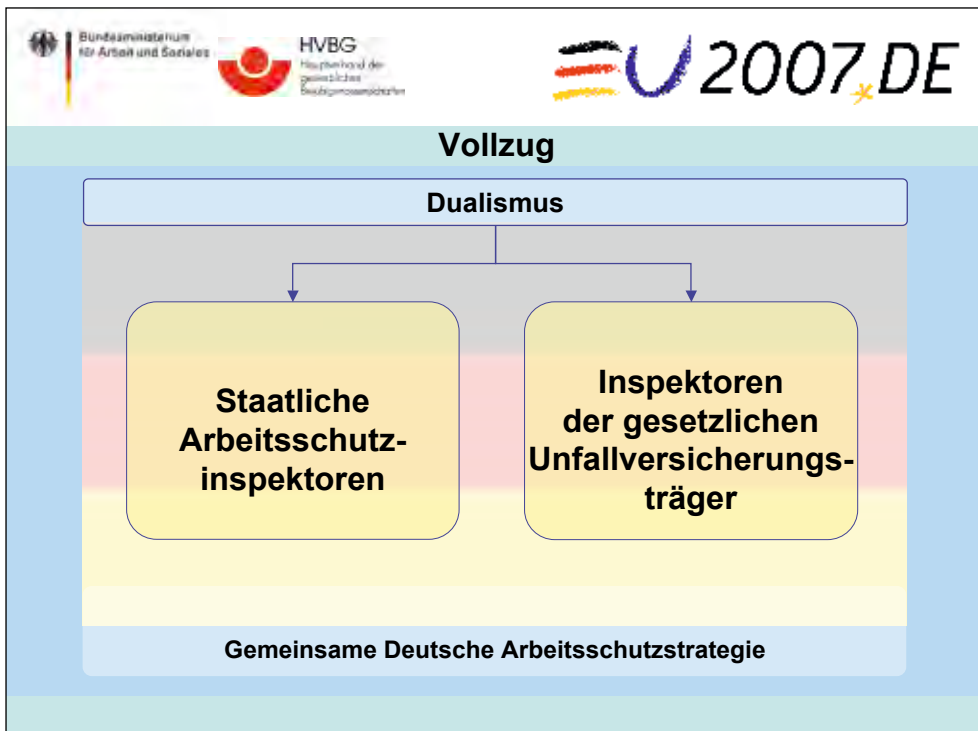 Bundesministerium
für Arbeit und Soziales
HVBG
Hauptverband der
gewerblichen
Berufsgenossenschaften
EU2007.DE
Vollzug
Dualismus
Staatliche
Arbeitsschutz-
inspektoren
Inspektoren
der gesetzlichen
Unfallversicherungs-
träger
Gemeinsame Deutsche Arbeitsschutzstrategie